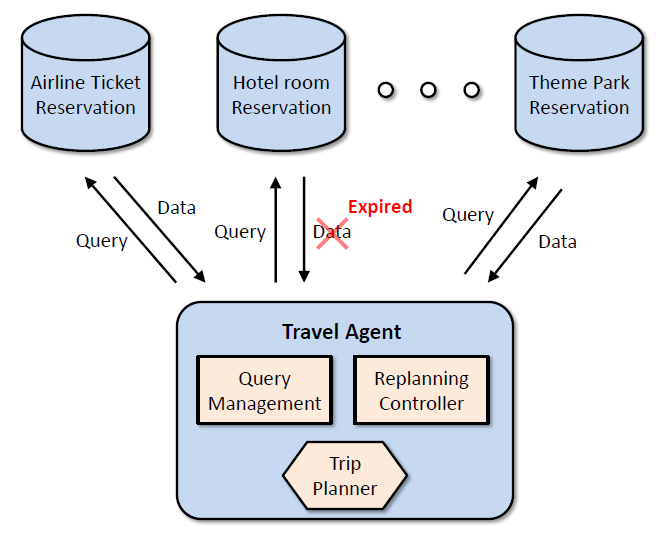 Airline Ticket
Reservation
Hotel room
Reservation
Theme Park
Reservation
Query
Data
Query
Data
Expired
Query
Data
Travel Agent
Query
Management
Replanning
Controller
Trip
Planner